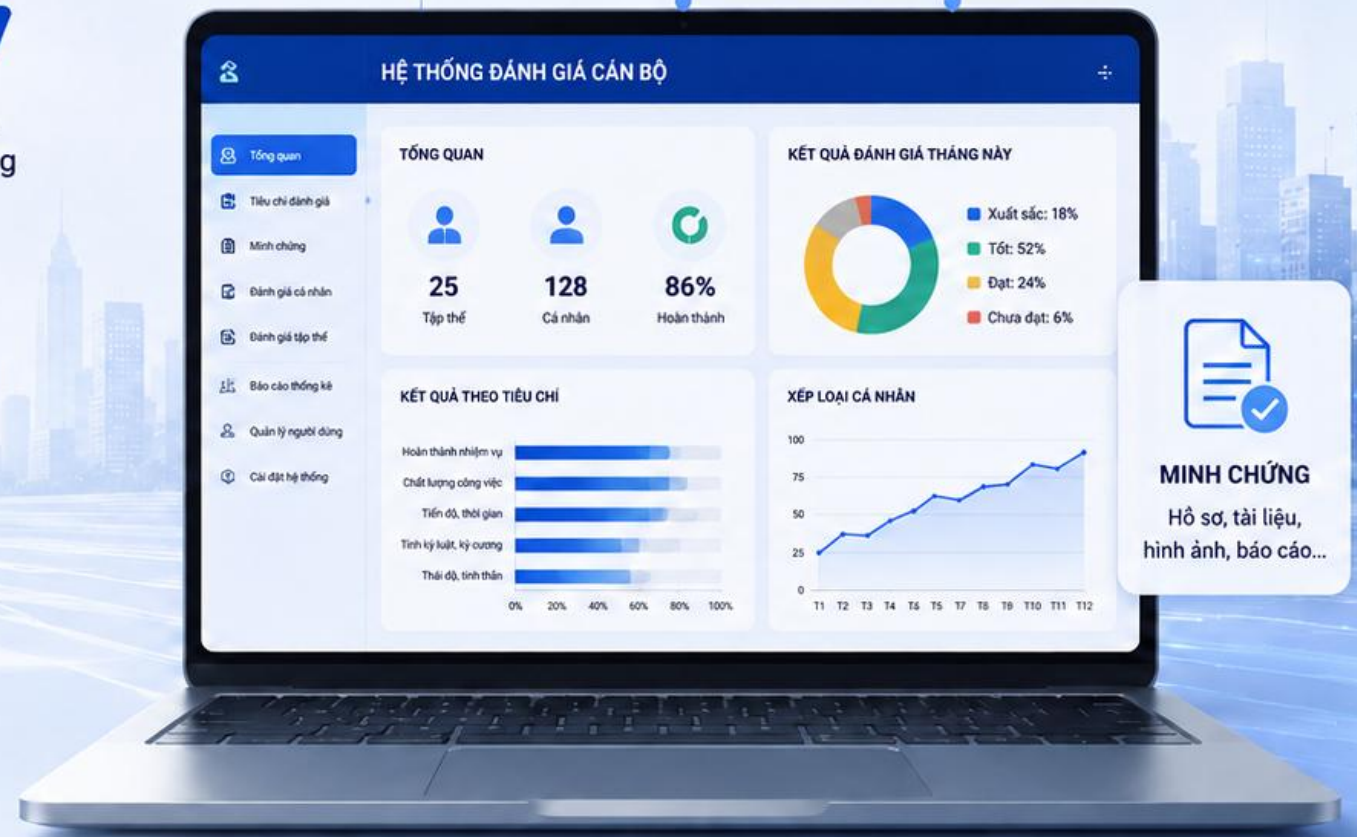 HỆ THỐNG ĐÁNH GIÁ CÁN BỘ
Tổng quan
Tiêu chí đánh giá
Minh chứng
Đánh giá cá nhân
Đánh giá tập thể
Báo cáo thống kê
Quản lý người dùng
Cài đặt hệ thống
TỔNG QUAN
25
Tập thể
128
Cá nhân
86%
Hoàn thành
KẾT QUẢ ĐÁNH GIÁ THÁNG NÀY
Xuất sắc: 18%
Tốt: 52%
Đạt: 24%
Chưa đạt: 6%
KẾT QUẢ THEO TIÊU CHÍ
Hoàn thành nhiệm vụ
Chất lượng công việc
Tiến độ, thời gian
Tinh kỷ luật, kỷ cương
Thái độ, tinh thần
0% 20% 40% 60% 80% 100%
XẾP LOẠI CÁ NHÂN
100
75
50
25
0
T1 T2 T3 T4 T6 T5 T7 T8 T9 T10 T11 T12
MINH CHỨNG
Hồ sơ, tài liệu,
hình ảnh, báo cáo...